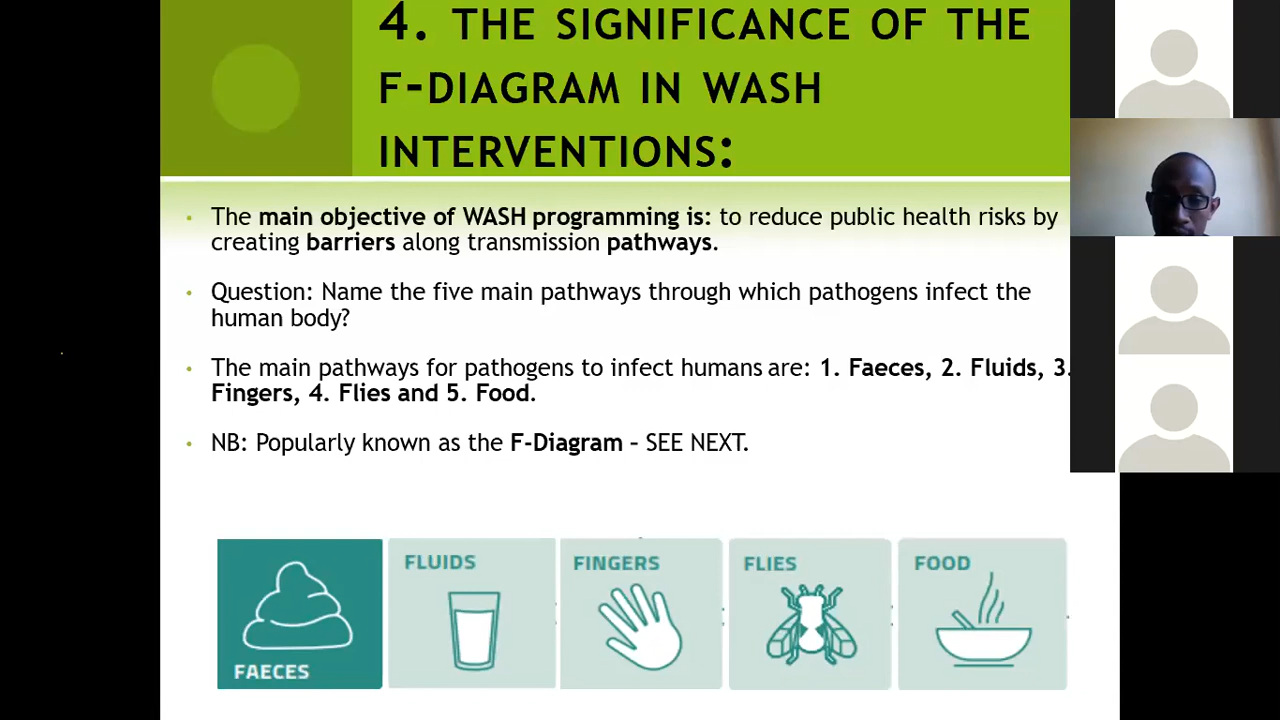 4. THE SIGNIFICANCE OF THE
F-DIAGRAM IN WASH
INTERVENTIONS:
• The main objective of WASH programming is: to reduce public health risks by
creating barriers along transmission pathways.
• Question: Name the five main pathways through which pathogens infect the
human body?
• The main pathways for pathogens to infect humans are: 1. Faeces, 2. Fluids, 3.
Fingers, 4. Flies and 5. Food.
• NB: Popularly known as the F-Diagram – SEE NEXT.
FAECES
FLUIDS
FINGERS
FLIES
FOOD